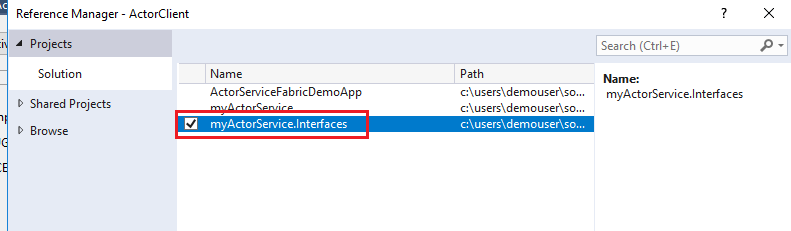 Reference Manager - ActorClient
? ×
Projects
Solution
Shared Projects
Browse
Name Path
ActorServiceFabricDemoApp c:\users\demouser\so...
myActorService c:\users\demouser\so...
myActorService.Interfaces c:\users\demouser\so...
Search (Ctrl+E)
Name:
myActorService.Interfaces